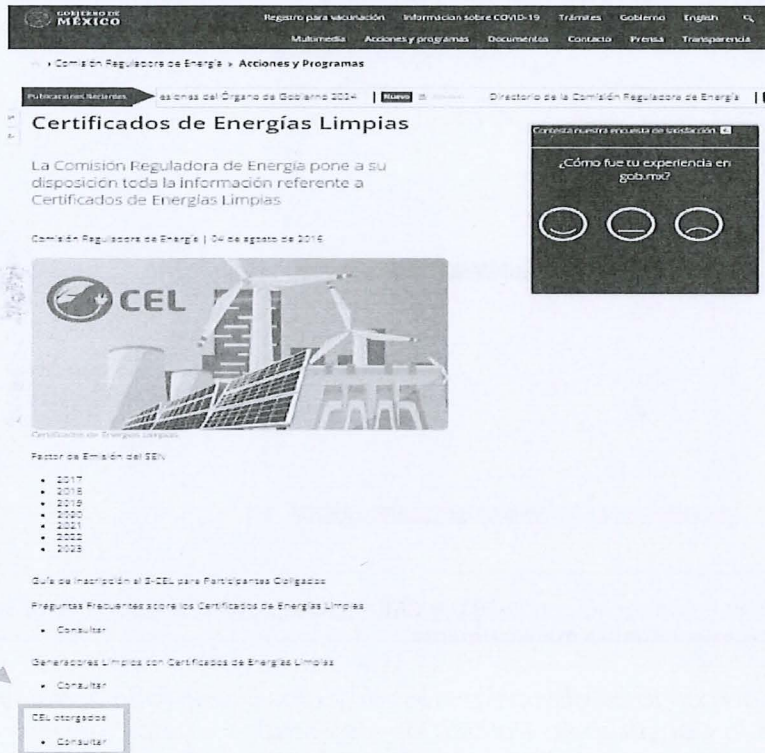 GOBIERNO DE
MÉXICO
Registro para vacunación Información sobre COVID-19 Trámites Gobierno English
Multimedia Acciones y programas Documentos Contacto Prensa Transparencia
› Comisión Reguladora de Energía › Acciones y Programas
Publicaciones Recientes esiones del Órgano de Gobierno 2024 Nuevo Directorio de la Comisión Reguladora de Energía
Certificados de Energías Limpias
La Comisión Reguladora de Energía pone a su
disposición toda la información referente a
Certificados de Energías Limpias
Comisión Reguladora de Energía | 04 de agosto de 2016
CEL
Certificados de Energías Limpias
Factor de Emisión del SEN
• 2017
• 2018
• 2019
• 2020
• 2021
• 2022
• 2023
Guía de Inscripción al S-CEL para Participantes Obligados
Preguntas Frecuentes sobre los Certificados de Energías Limpias
• Consultar
Generadores Limpios con Certificados de Energías Limpias
• Consultar
CEL otorgados
• Consultar
Contesta nuestra encuesta de satisfacción.
¿Cómo fue tu experiencia en
gob.mx?